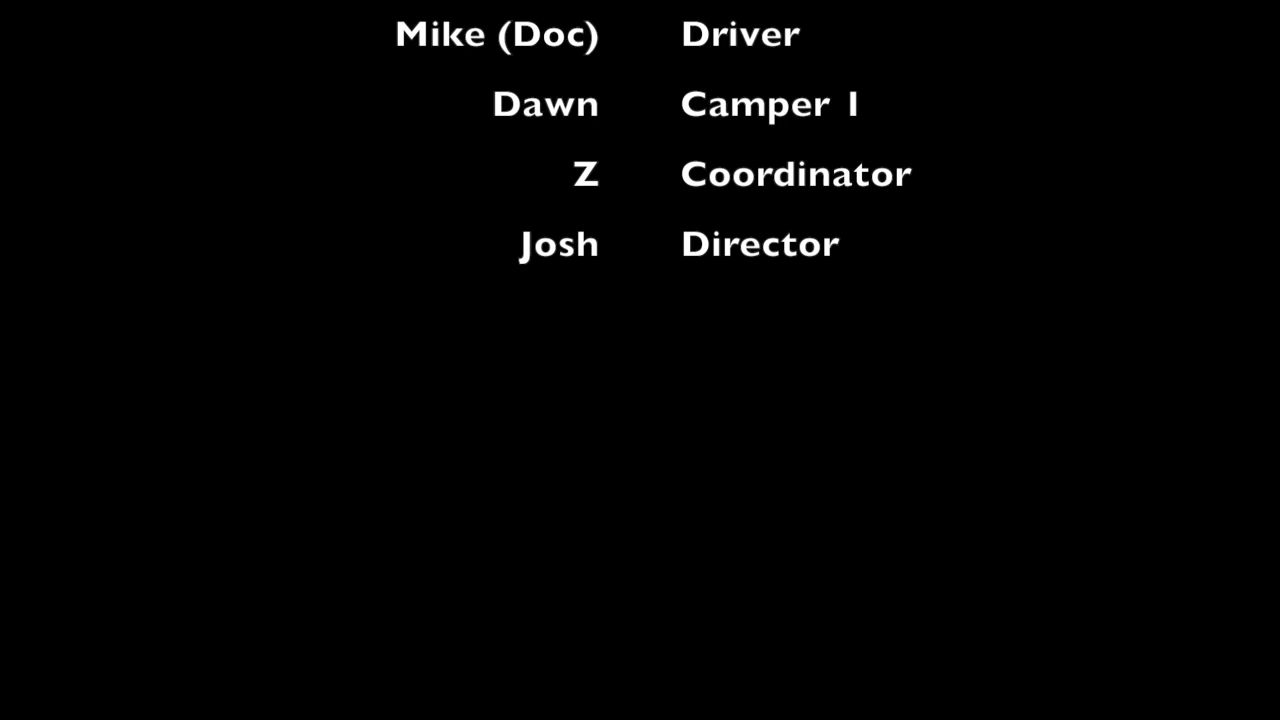 Mike (Doc) Driver
Dawn Camper 1
Z Coordinator
Josh Director